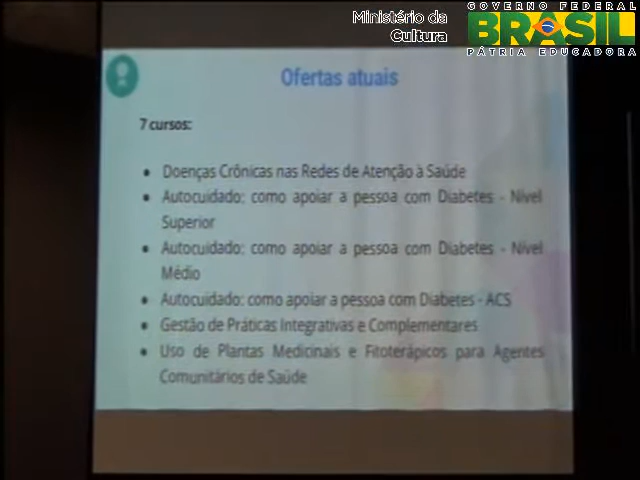 Ministério da
Cultura
GOVERNO FEDERAL
BRASIL
PÁTRIA EDUCADORA
Ofertas atuais
7 cursos:
• Doenças Crônicas nas Redes de Atenção à Saúde
• Autocuidado: como apoiar a pessoa com Diabetes - Nível
Superior
• Autocuidado: como apoiar a pessoa com Diabetes - Nível
Médio
• Autocuidado: como apoiar a pessoa com Diabetes - ACS
• Gestão de Práticas Integrativas e Complementares
• Uso de Plantas Medicinais e Fitoterápicos para Agentes
Comunitários de Saúde